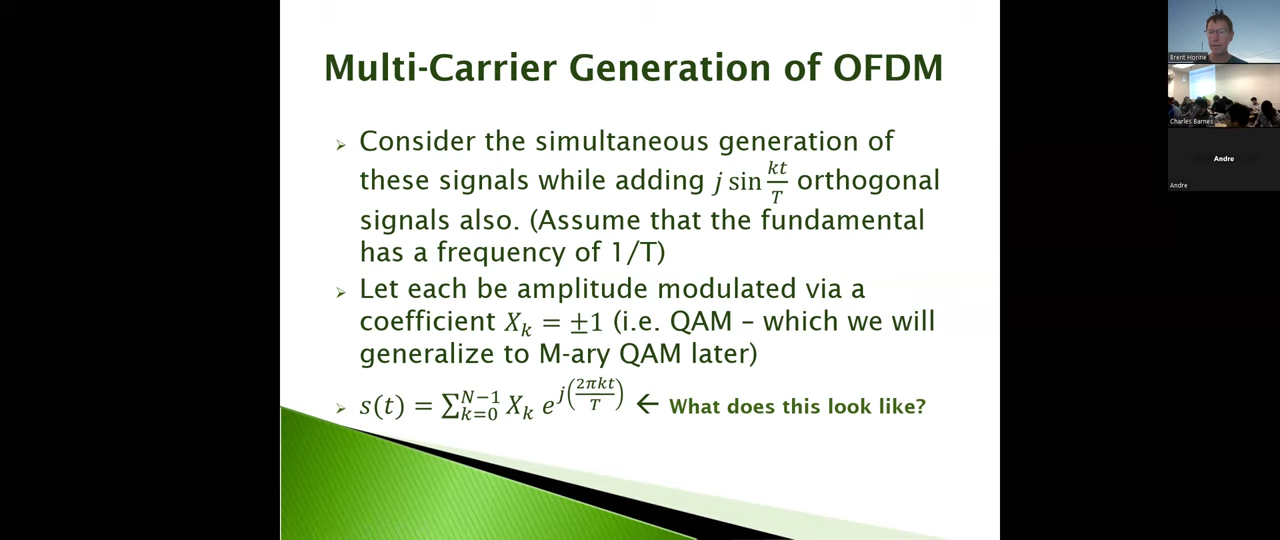 Multi-Carrier Generation of OFDM
➢ Consider the simultaneous generation of
these signals while adding j sin kt/T orthogonal
signals also. (Assume that the fundamental
has a frequency of 1/T)
➢ Let each be amplitude modulated via a
coefficient X_k = ±1 (i.e. QAM – which we will
generalize to M-ary QAM later)
➢ s(t) = ∑_{k=0}^{N−1} X_k e^{j(2πkt/T)} ← What does this look like?
Brent Horine
Charles Barnes
Andre
Andre